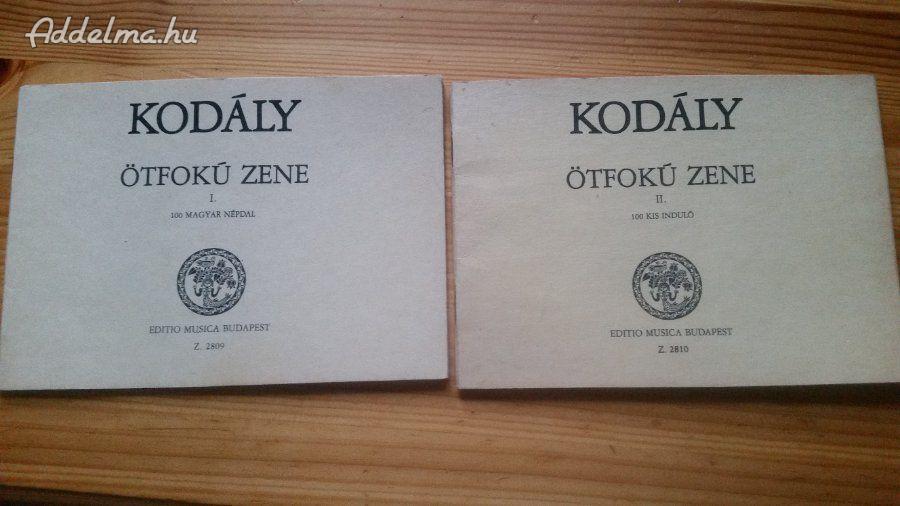 Addelma.hu
KODÁLY
ÖTFOKÚ ZENE
I.
100 MAGYAR NÉPDAL
EDITIO MUSICA BUDAPEST
Z. 2809
KODÁLY
ÖTFOKÚ ZENE
II.
100 KIS INDULÓ
EDITIO MUSICA BUDAPEST
Z. 2810